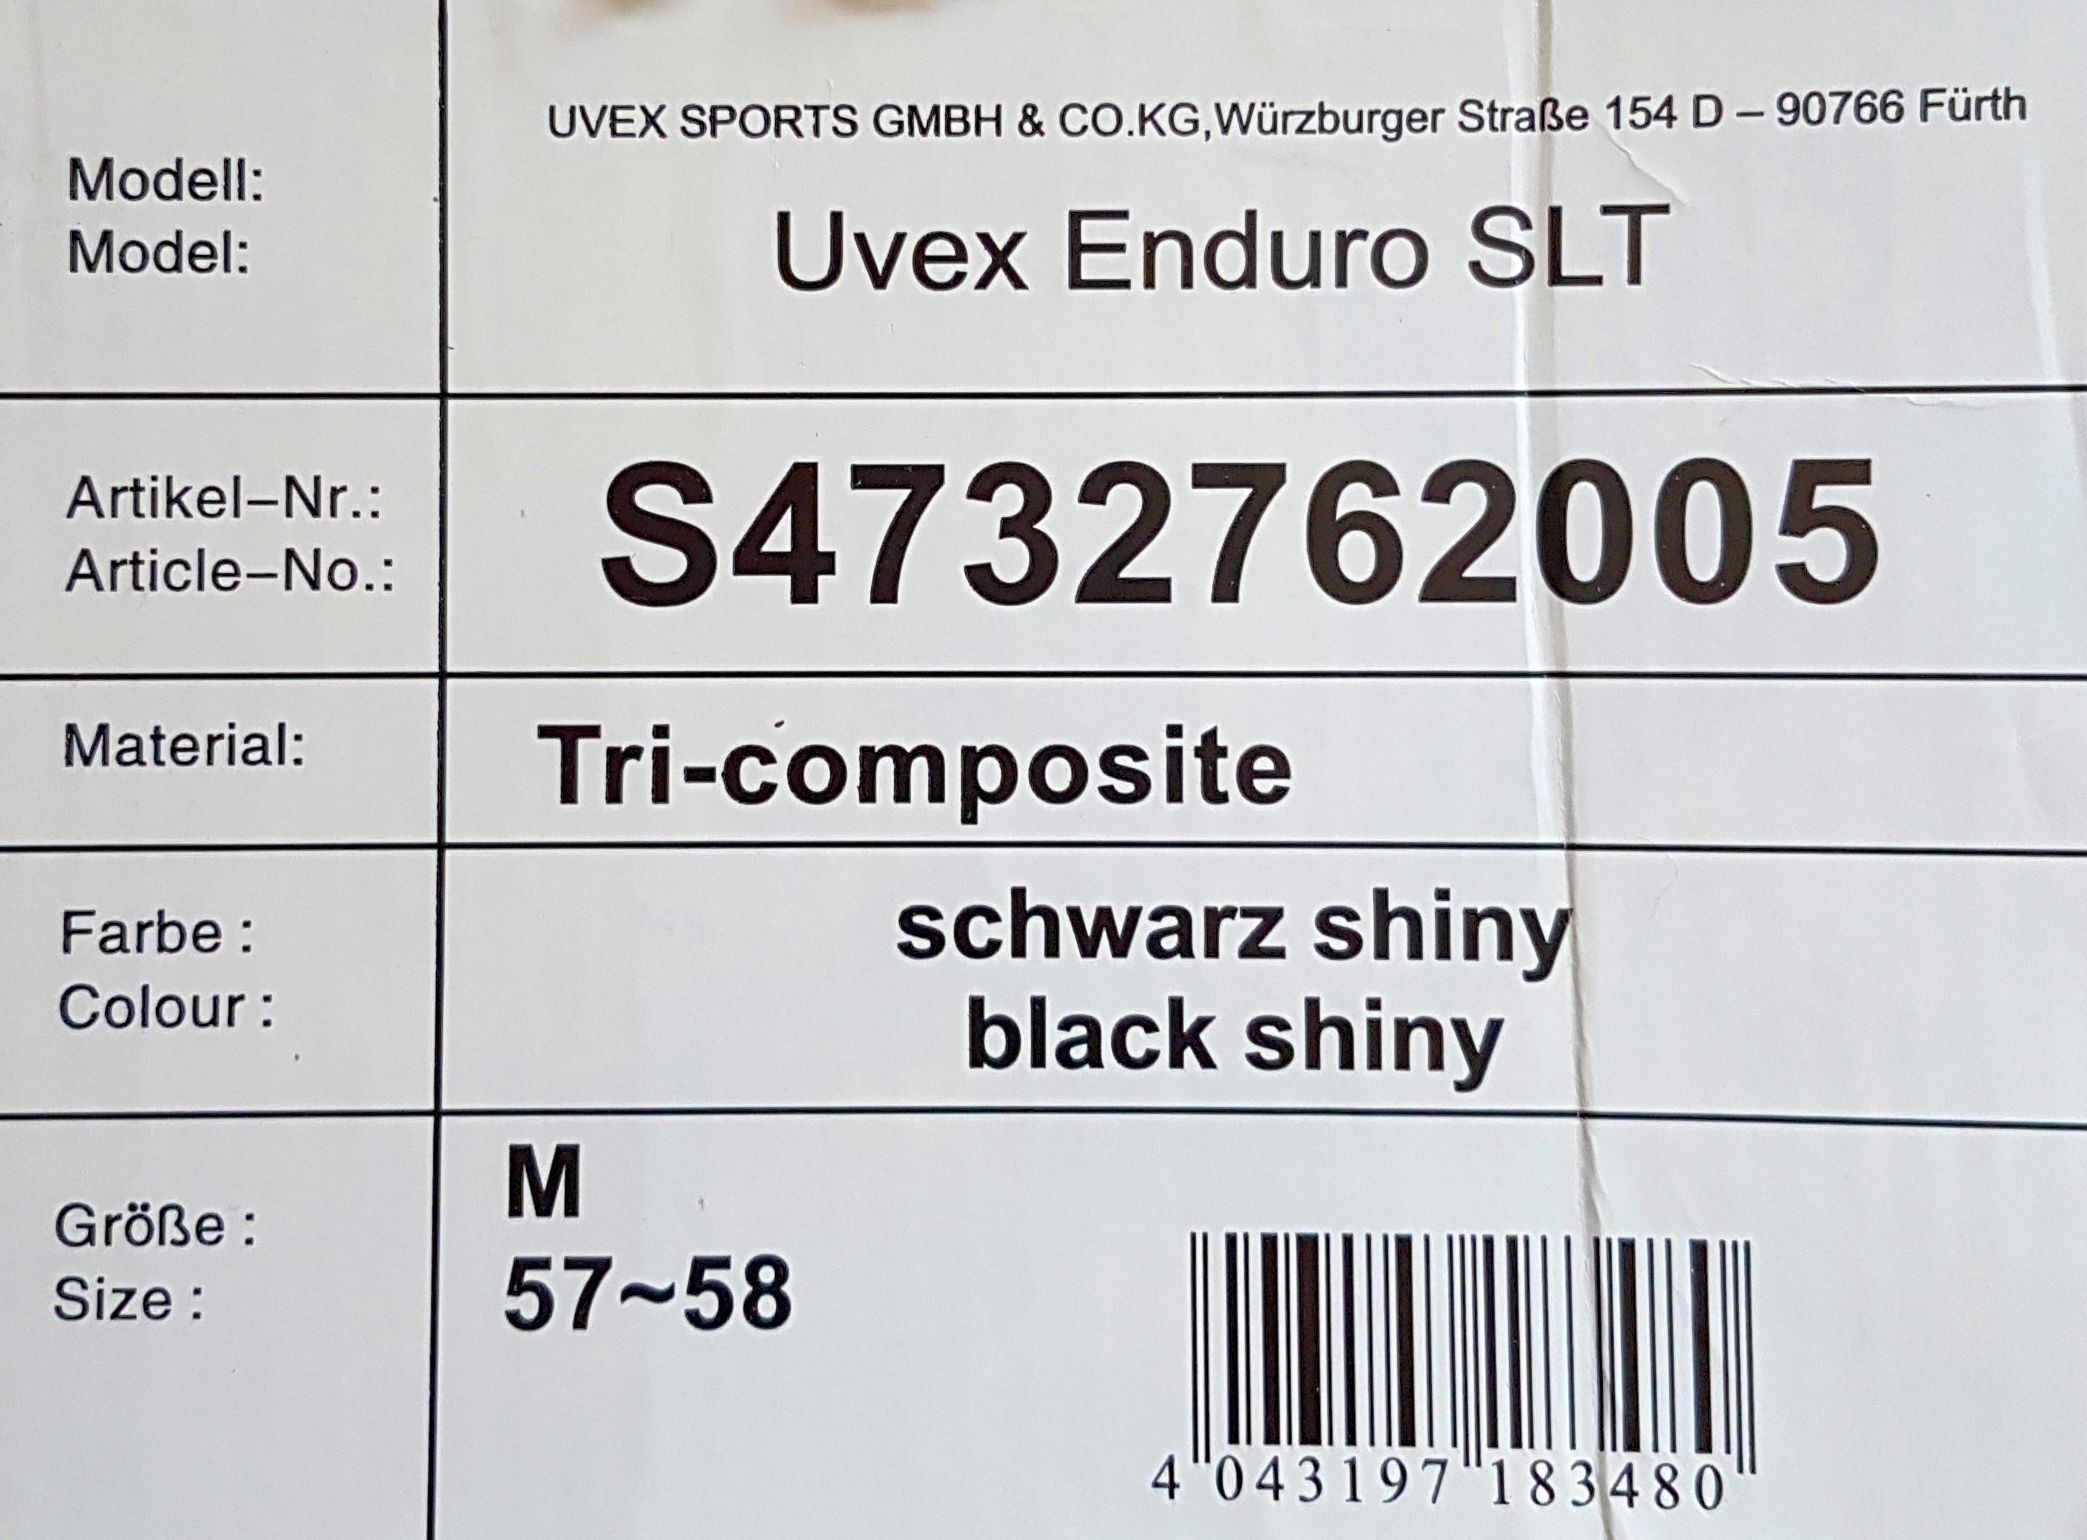 UVEX SPORTS GMBH & CO.KG,Würzburger Straße 154 D – 90766 Fürth
Modell:
Model:
Uvex Enduro SLT
Artikel–Nr.:
Article–No.:
S4732762005
Material:
Tri-composite
Farbe :
Colour :
schwarz shiny
black shiny
Größe :
Size :
M
57~58
4 043197 183480